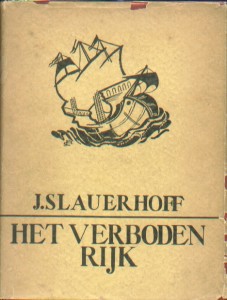 J.SLAUERHOFF
HET VERBODEN
RIJK